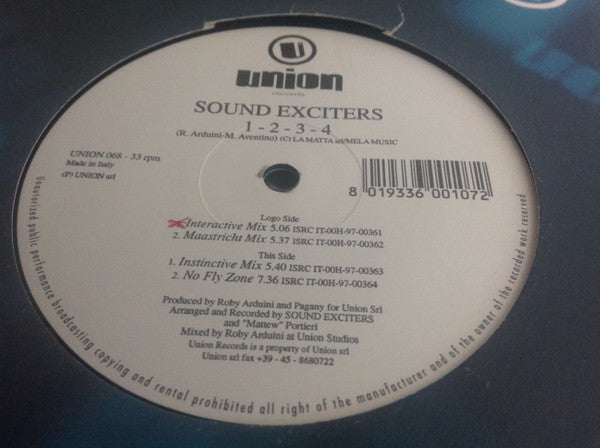 union
records
SOUND EXCITERS
1 - 2 - 3 - 4
(R. Arduini-M. Aventino) (C) LA MATTA srl/MELA MUSIC
UNION 068 - 33 rpm
Made in Italy
(P) UNION srl
8 019336 001072
Logo Side
Interactive Mix 5.06 ISRC IT-00H-97-00361
2. Maastricht Mix 5.37 ISRC IT-00H-97-00362
This Side
1. Instinctive Mix 5.40 ISRC IT-00H-97-00363
2. No Fly Zone 7.36 ISRC IT-00H-97-00364
Produced by Roby Arduini and Pagany for Union Srl
Arranged and Recorded by SOUND EXCITERS
and "Mattew" Portieri
Mixed by Roby Arduini at Union Studios
Union Records is a property of Union srl
Union srl fax +39 - 45 - 8680722
Unautorized public performance broadcasting copying and rental prohibited all right of the manufacturer and of the owner of the recorded work reserved